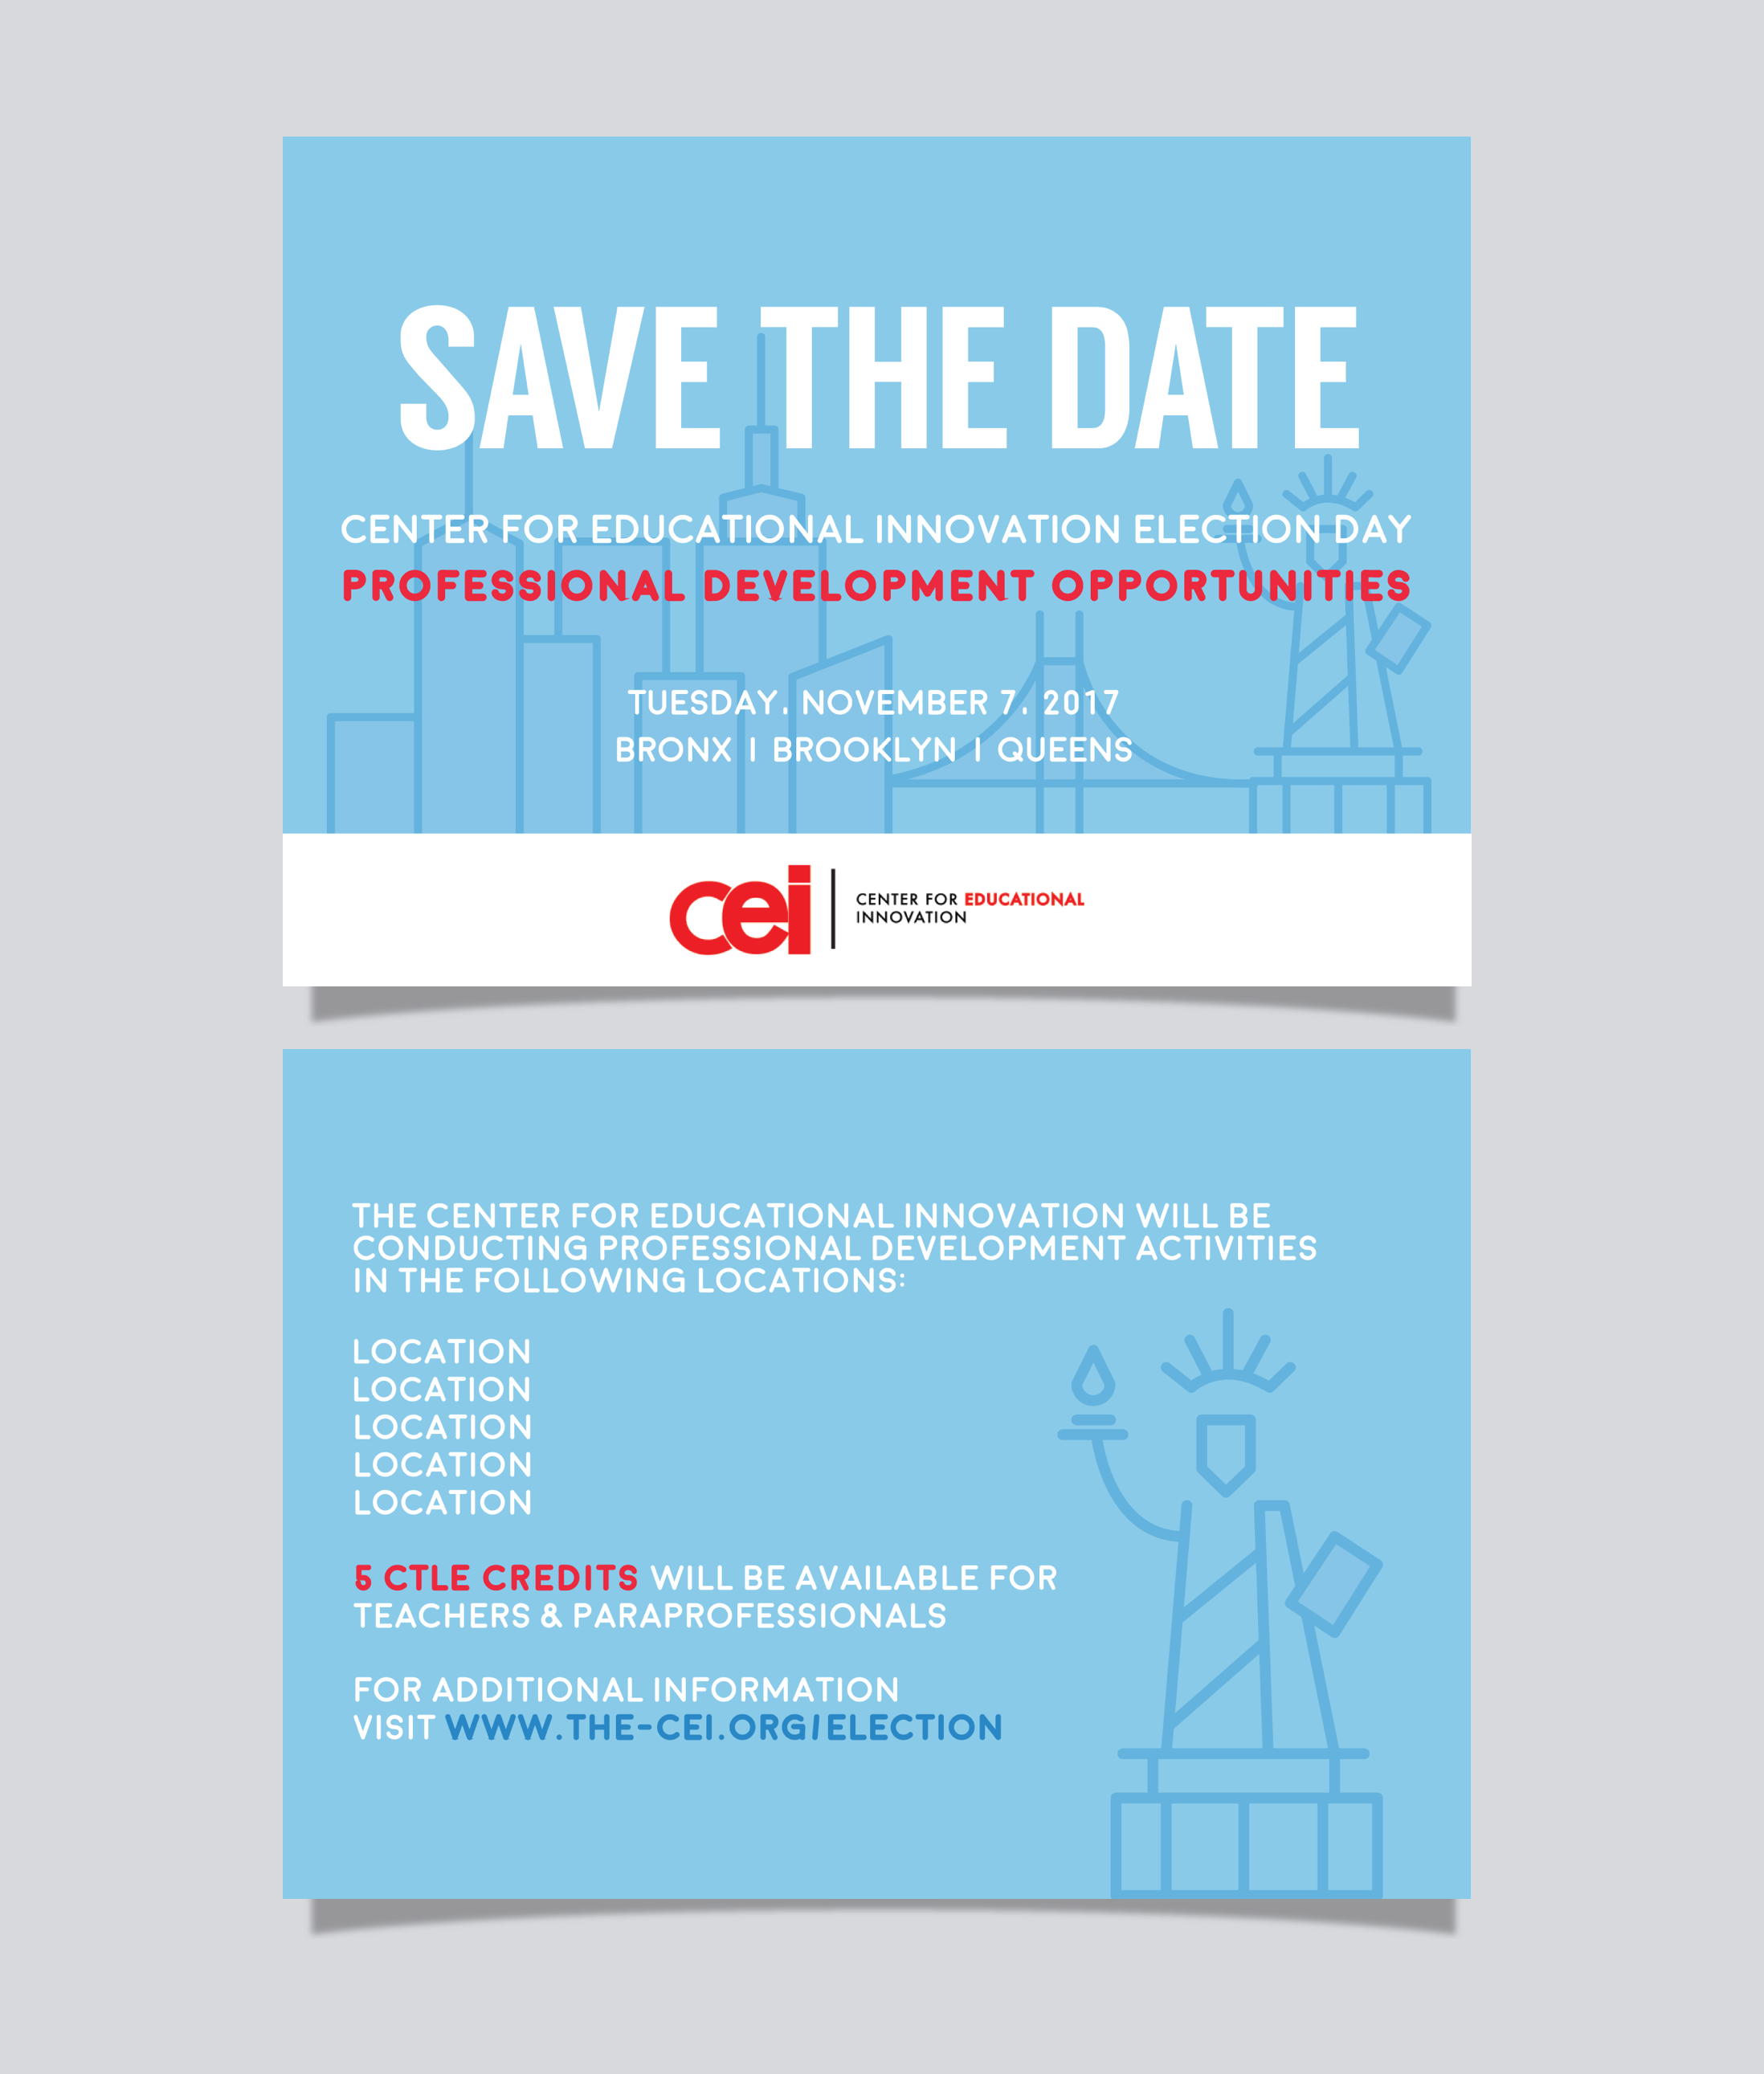 SAVE THE DATE
CENTER FOR EDUCATIONAL INNOVATION ELECTION DAY
PROFESSIONAL DEVELOPMENT OPPORTUNITIES
TUESDAY, NOVEMBER 7, 2017
BRONX | BROOKLYN | QUEENS
cei
CENTER FOR EDUCATIONAL
INNOVATION
THE CENTER FOR EDUCATIONAL INNOVATION WILL BE
CONDUCTING PROFESSIONAL DEVELOPMENT ACTIVITIES
IN THE FOLLOWING LOCATIONS:
LOCATION
LOCATION
LOCATION
LOCATION
LOCATION
5 CTLE CREDITS WILL BE AVAILABLE FOR
TEACHERS & PARAPROFESSIONALS
FOR ADDITIONAL INFORMATION
VISIT WWW.THE-CEI.ORG/ELECTION